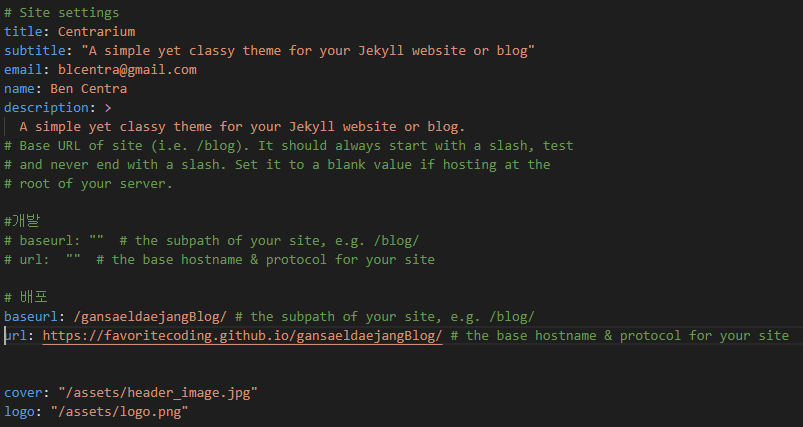 # Site settings
title: Centrarium
subtitle: "A simple yet classy theme for your Jekyll website or blog"
email: blcentra@gmail.com
name: Ben Centra
description: >
  A simple yet classy theme for your Jekyll website or blog.
# Base URL of site (i.e. /blog). It should always start with a slash, test
# and never end with a slash. Set it to a blank value if hosting at the
# root of your server.

#개발
# baseurl: ""  # the subpath of your site, e.g. /blog/
# url:  ""  # the base hostname & protocol for your site

# 배포
baseurl: /gansaeldaejangBlog/ # the subpath of your site, e.g. /blog/
url: https://favoritecoding.github.io/gansaeldaejangBlog/ # the base hostname & protocol for your site

cover: "/assets/header_image.jpg"
logo: "/assets/logo.png"